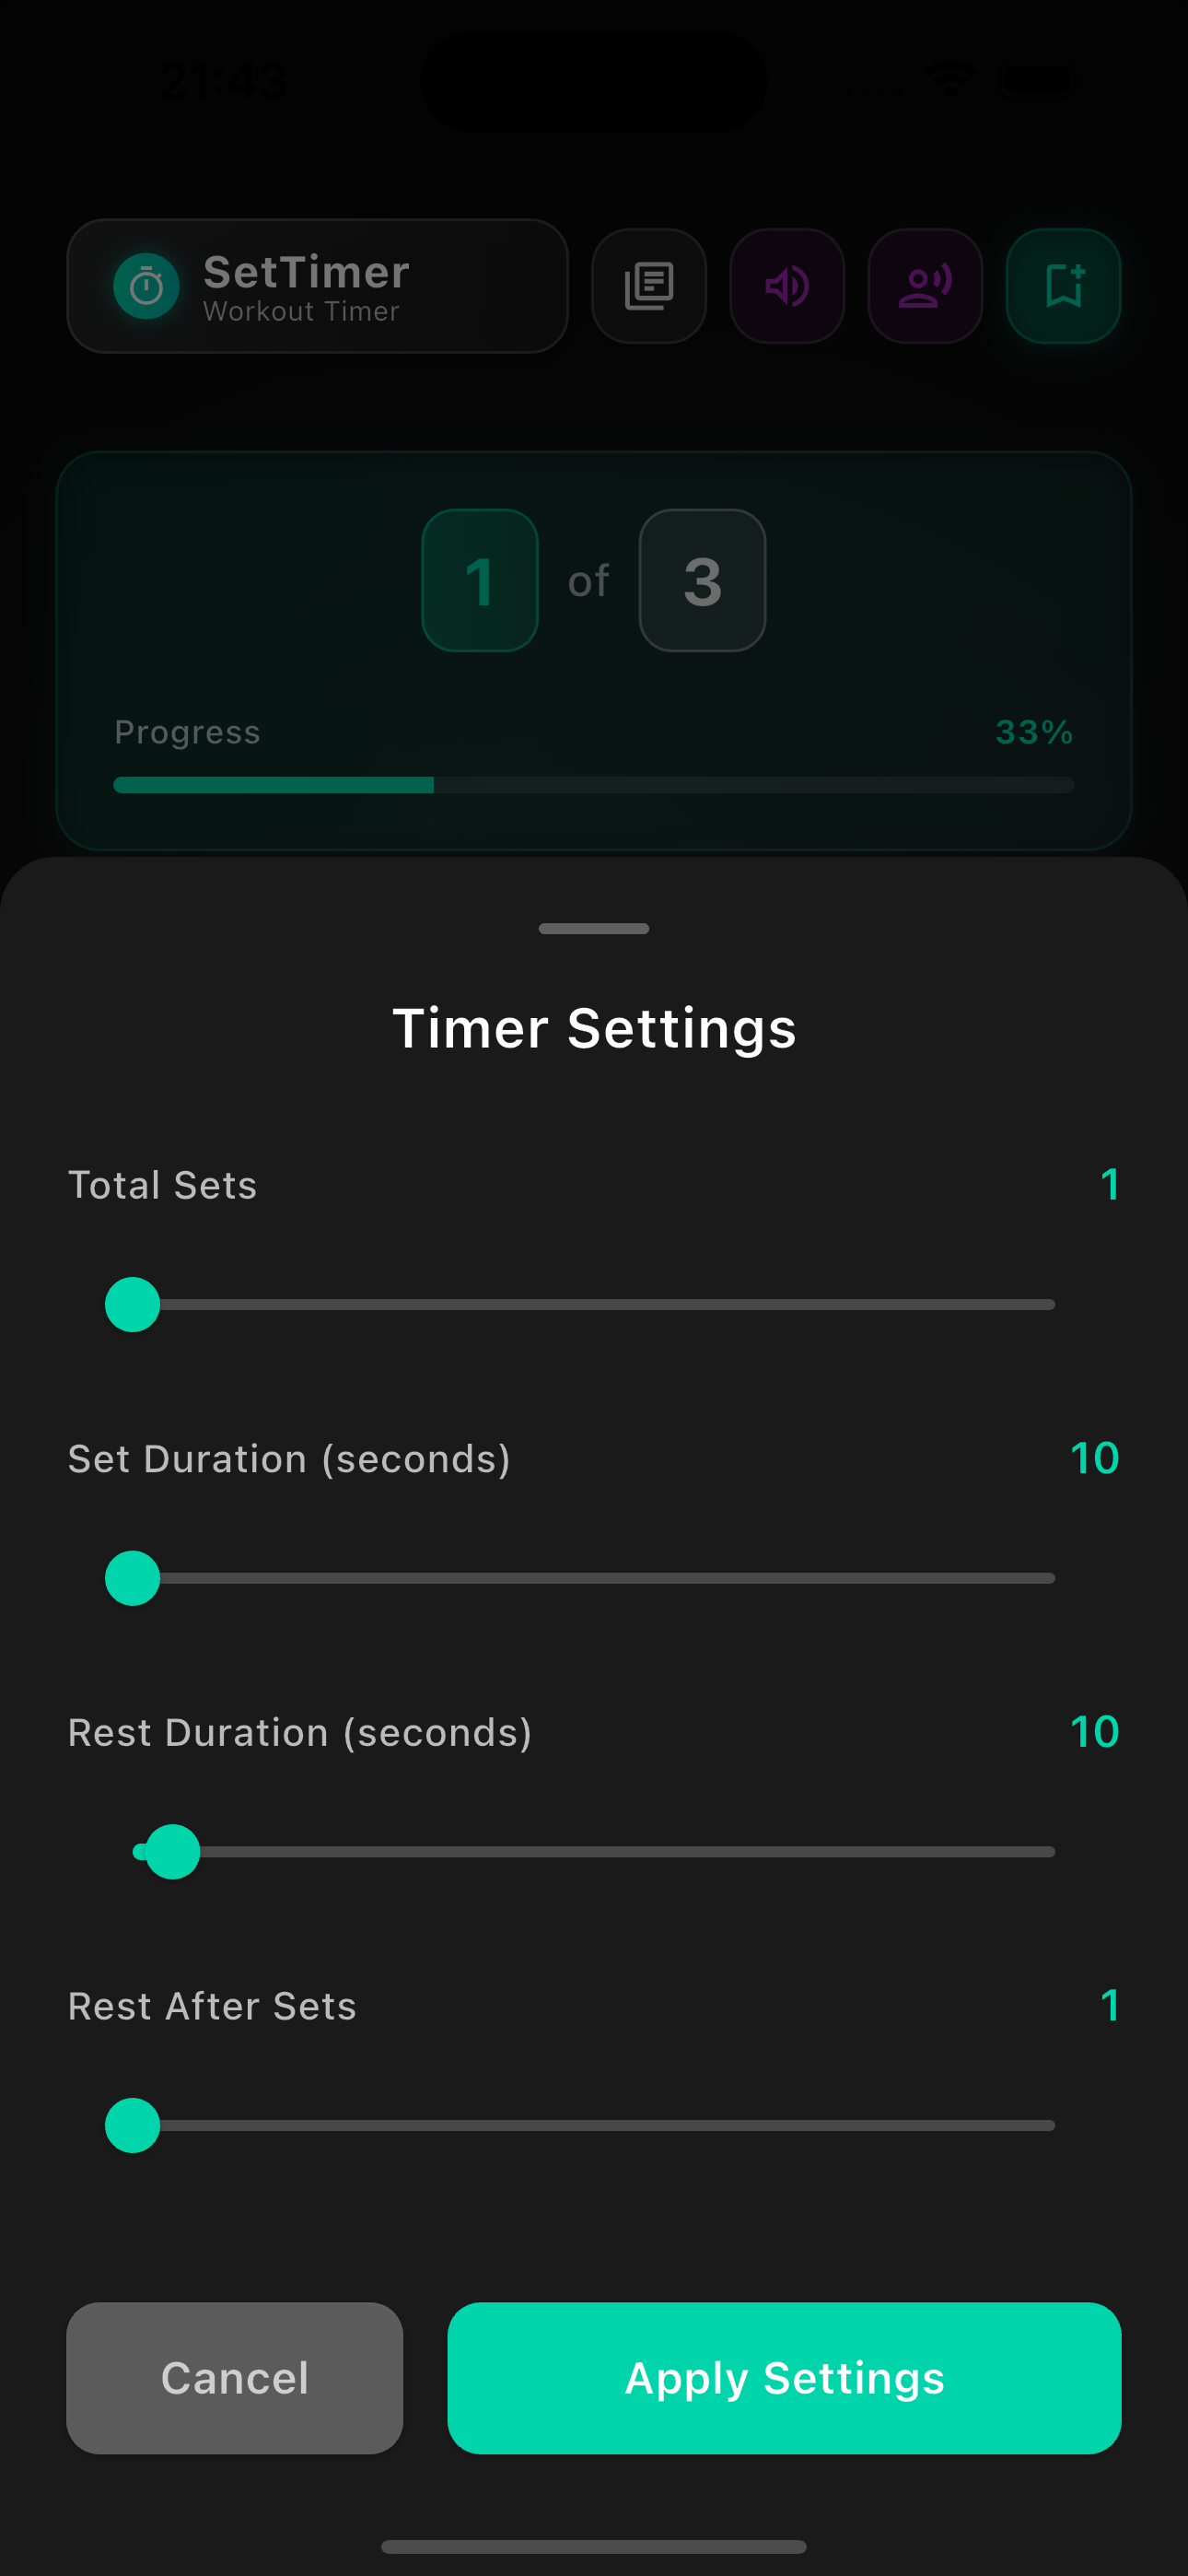 21:43
SetTimer
Workout Timer
1 of 3
Progress 33%
Timer Settings
Total Sets 1
Set Duration (seconds) 10
Rest Duration (seconds) 10
Rest After Sets 1
Cancel Apply Settings